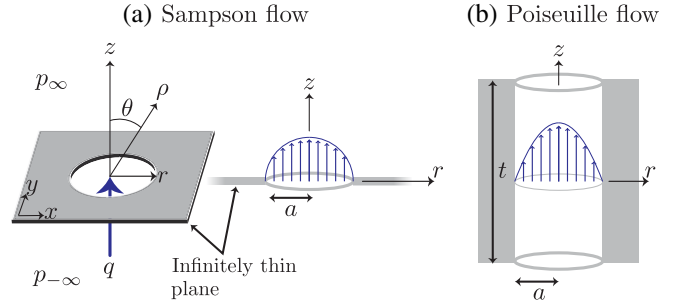 (a) Sampson flow
z
p∞
ρ
θ
r
y
x
q
p−∞
z
r
a
Infinitely thin
plane
(b) Poiseuille flow
z
t
r
a